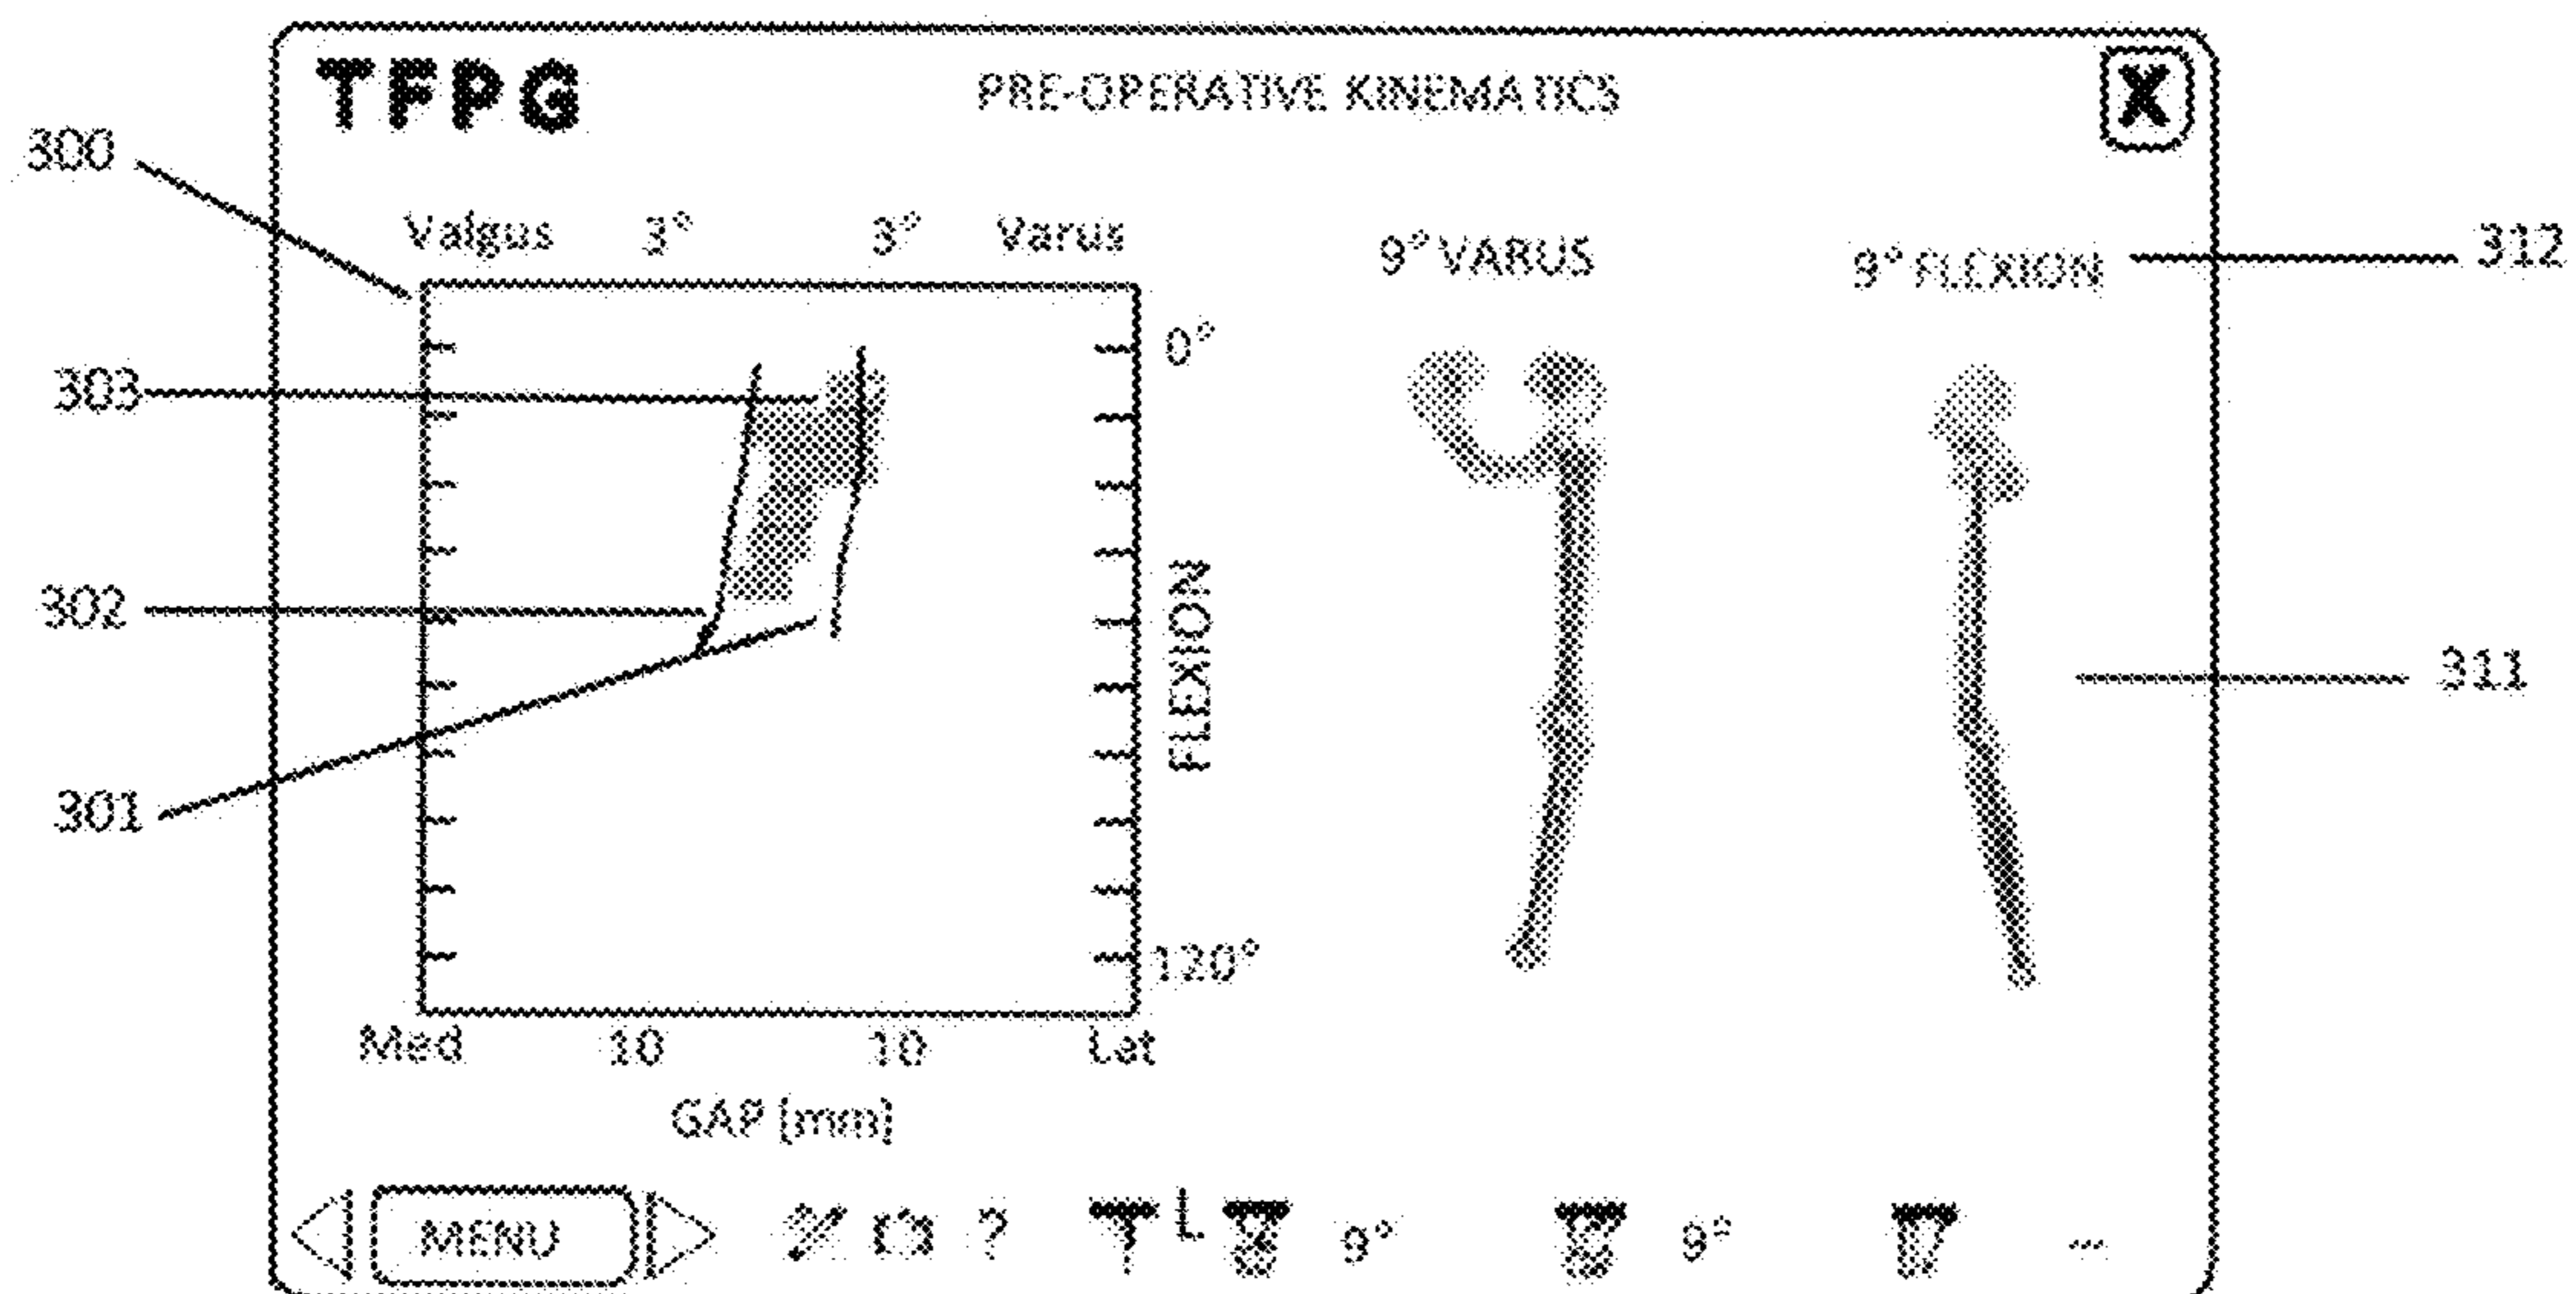 TFPG PRE-OPERATIVE KINEMATICS X
300
Valgus 3° 3° Varus
9° VARUS
9° FLEXION
312
0°
303
302
FLEXION
311
301
120°
Med 10 10 Lat
GAP [mm]
MENU ? L 9° 9° --